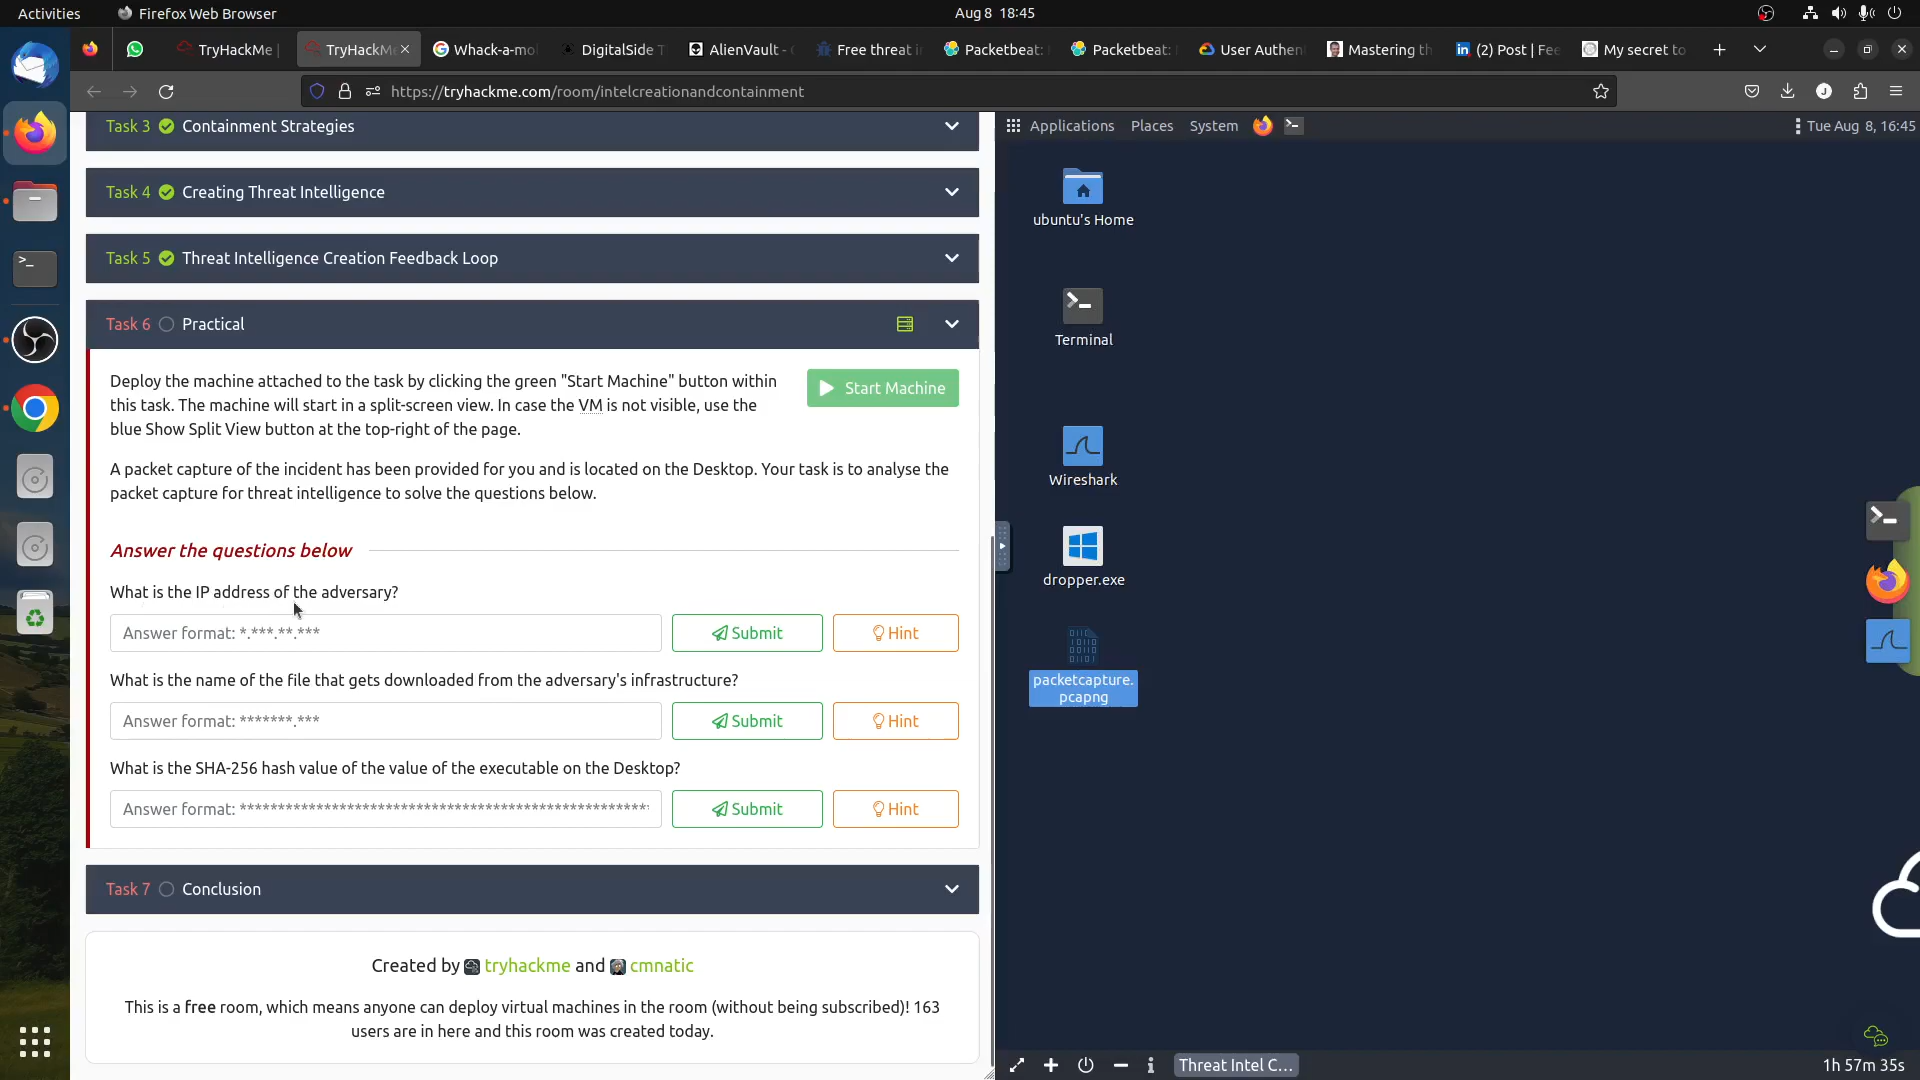 Activities
Firefox Web Browser
Aug 8 18:45
TryHackMe
TryHackMe
Whack-a-mo
DigitalSide T
AlienVault -
Free threat i
Packetbeat:
Packetbeat:
User Authen
Mastering th
(2) Post | Fee
My secret to
https://tryhackme.com/room/intelcreationandcontainment
Task 3 Containment Strategies
Task 4 Creating Threat Intelligence
Task 5 Threat Intelligence Creation Feedback Loop
Task 6 Practical
Deploy the machine attached to the task by clicking the green "Start Machine" button within
this task. The machine will start in a split-screen view. In case the VM is not visible, use the
blue Show Split View button at the top-right of the page.
Start Machine
A packet capture of the incident has been provided for you and is located on the Desktop. Your task is to analyse the
packet capture for threat intelligence to solve the questions below.
Answer the questions below
What is the IP address of the adversary?
Answer format: *.***.**.***
Submit
Hint
What is the name of the file that gets downloaded from the adversary's infrastructure?
Answer format: *******.***
Submit
Hint
What is the SHA-256 hash value of the value of the executable on the Desktop?
Answer format: ******************************************************
Submit
Hint
Task 7 Conclusion
Created by tryhackme and cmnatic
This is a free room, which means anyone can deploy virtual machines in the room (without being subscribed)! 163
users are in here and this room was created today.
Applications
Places
System
Tue Aug 8, 16:45
ubuntu's Home
Terminal
Wireshark
dropper.exe
packetcapture.
pcapng
Threat Intel C...
1h 57m 35s